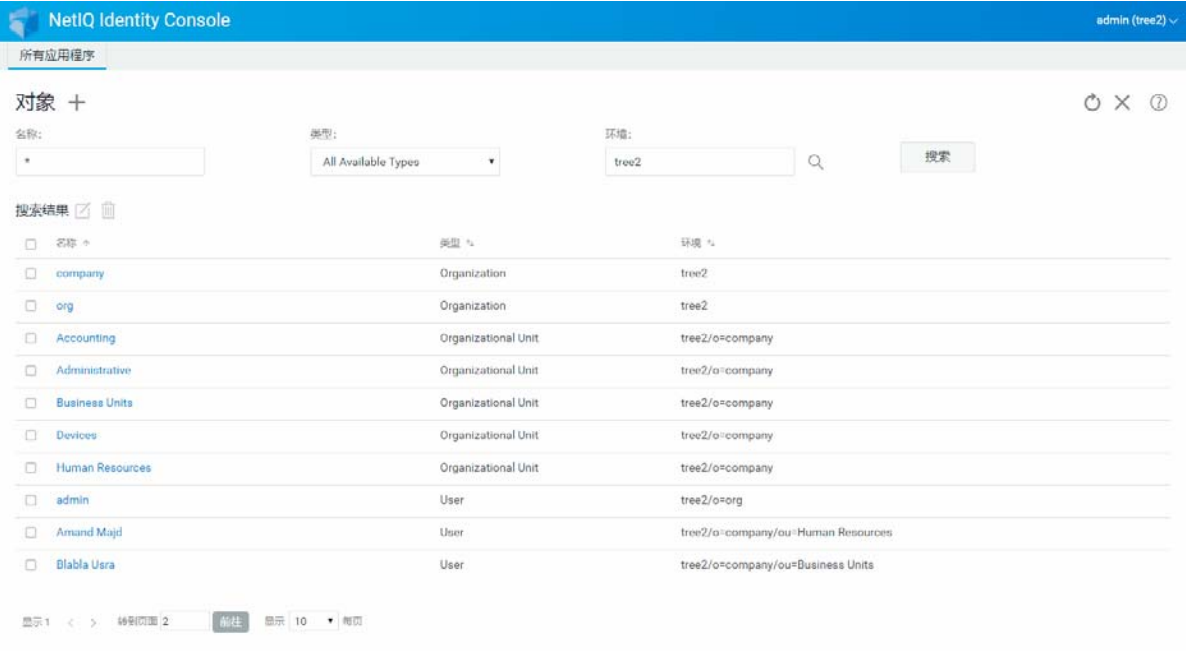 NetIQ Identity Console
admin (tree2)
所有应用程序
对象
名称: 类型: 环境:
* All Available Types tree2 搜索
搜索结果
名称 类型 环境
company Organization tree2
org Organization tree2
Accounting Organizational Unit tree2/o=company
Administrative Organizational Unit tree2/o=company
Business Units Organizational Unit tree2/o=company
Devices Organizational Unit tree2/o=company
Human Resources Organizational Unit tree2/o=company
admin User tree2/o=org
Amand Majd User tree2/o=company/ou=Human Resources
Blabla Usra User tree2/o=company/ou=Business Units
显示 1 < > 转到页面 2 前往 显示 10 每页